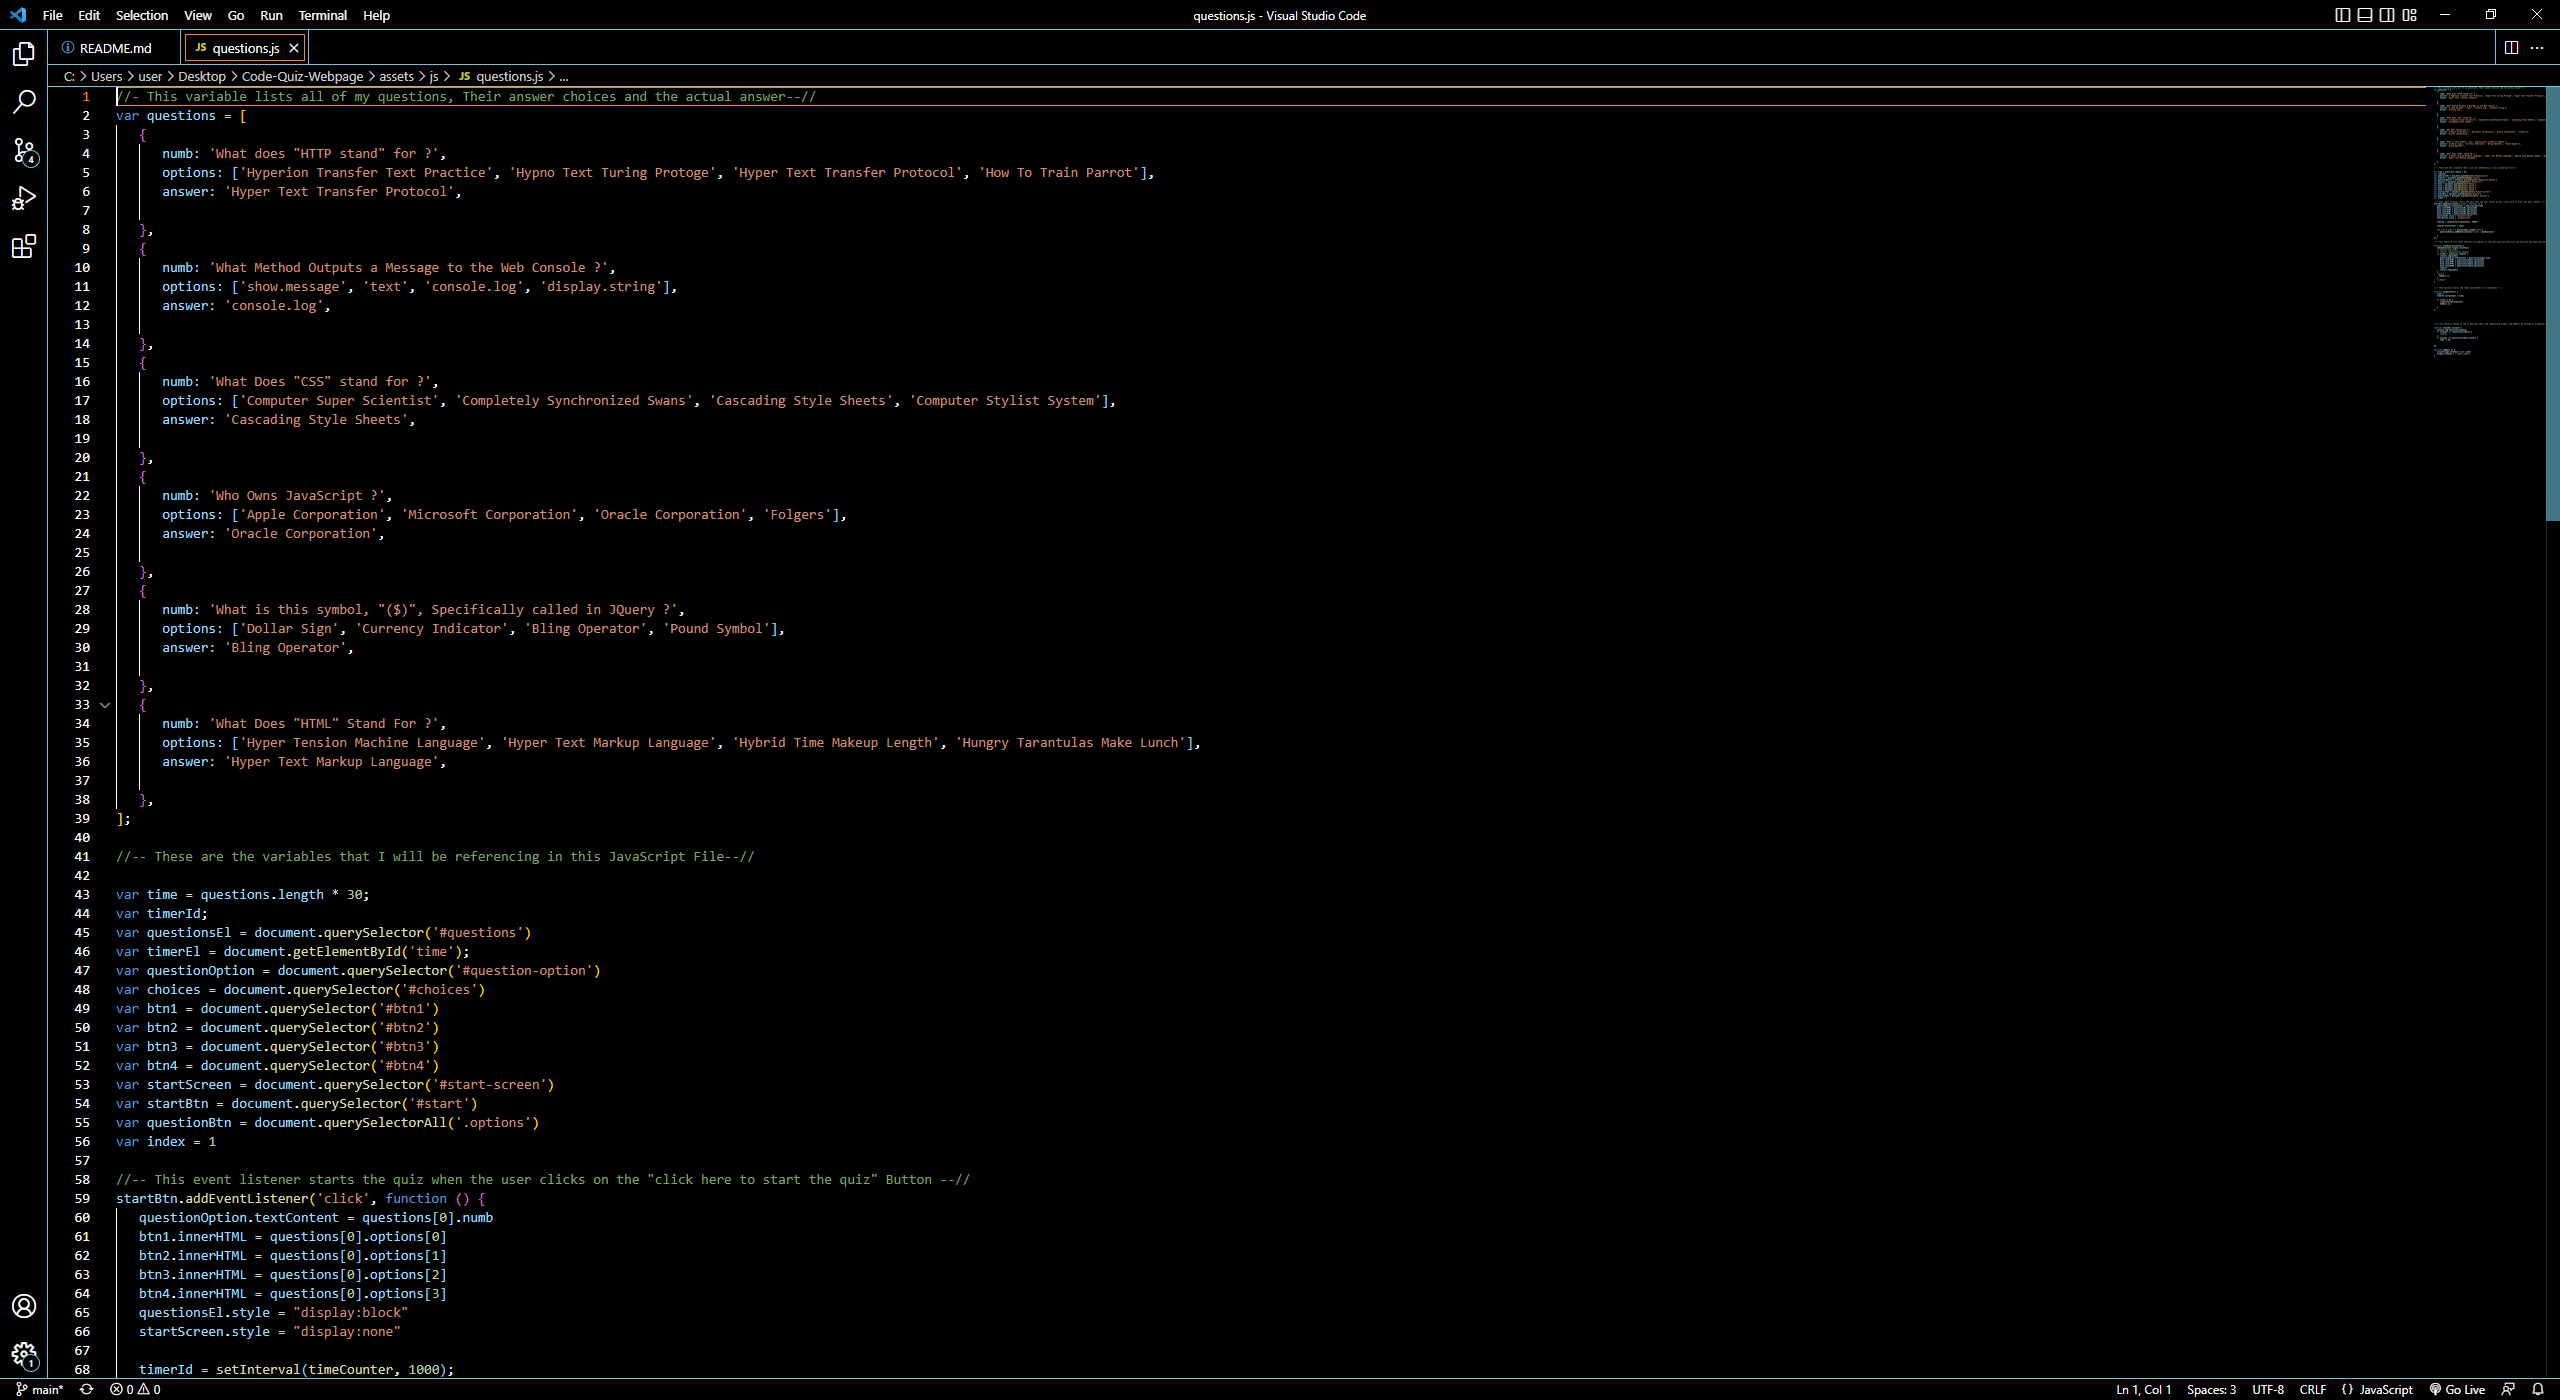 File Edit Selection View Go Run Terminal Help
questions.js - Visual Studio Code
README.md
JS questions.js
C: > Users > user > Desktop > Code-Quiz-Webpage > assets > js > JS questions.js > ...
1 //- This variable lists all of my questions, Their answer choices and the actual answer--//
2 var questions = [
3 {
4 numb: 'What does "HTTP stand" for ?',
5 options: ['Hyperion Transfer Text Practice', 'Hypno Text Turing Protoge', 'Hyper Text Transfer Protocol', 'How To Train Parrot'],
6 answer: 'Hyper Text Transfer Protocol',
7
8 },
9 {
10 numb: 'What Method Outputs a Message to the Web Console ?',
11 options: ['show.message', 'text', 'console.log', 'display.string'],
12 answer: 'console.log',
13
14 },
15 {
16 numb: 'What Does "CSS" stand for ?',
17 options: ['Computer Super Scientist', 'Completely Synchronized Swans', 'Cascading Style Sheets', 'Computer Stylist System'],
18 answer: 'Cascading Style Sheets',
19
20 },
21 {
22 numb: 'Who Owns JavaScript ?',
23 options: ['Apple Corporation', 'Microsoft Corporation', 'Oracle Corporation', 'Folgers'],
24 answer: 'Oracle Corporation',
25
26 },
27 {
28 numb: 'What is this symbol, "($)", Specifically called in JQuery ?',
29 options: ['Dollar Sign', 'Currency Indicator', 'Bling Operator', 'Pound Symbol'],
30 answer: 'Bling Operator',
31
32 },
33 {
34 numb: 'What Does "HTML" Stand For ?',
35 options: ['Hyper Tension Machine Language', 'Hyper Text Markup Language', 'Hybrid Time Makeup Length', 'Hungry Tarantulas Make Lunch'],
36 answer: 'Hyper Text Markup Language',
37
38 },
39 ];
40
41 //-- These are the variables that I will be referencing in this JavaScript File--//
42
43 var time = questions.length * 30;
44 var timerId;
45 var questionsEl = document.querySelector('#questions')
46 var timerEl = document.getElementById('time');
47 var questionOption = document.querySelector('#question-option')
48 var choices = document.querySelector('#choices')
49 var btn1 = document.querySelector('#btn1')
50 var btn2 = document.querySelector('#btn2')
51 var btn3 = document.querySelector('#btn3')
52 var btn4 = document.querySelector('#btn4')
53 var startScreen = document.querySelector('#start-screen')
54 var startBtn = document.querySelector('#start')
55 var questionBtn = document.querySelectorAll('.options')
56 var index = 1
57
58 //-- This event listener starts the quiz when the user clicks on the "click here to start the quiz" Button --//
59 startBtn.addEventListener('click', function () {
60 questionOption.textContent = questions[0].numb
61 btn1.innerHTML = questions[0].options[0]
62 btn2.innerHTML = questions[0].options[1]
63 btn3.innerHTML = questions[0].options[2]
64 btn4.innerHTML = questions[0].options[3]
65 questionsEl.style = "display:block"
66 startScreen.style = "display:none"
67
68 timerId = setInterval(timeCounter, 1000);
4
1
main* 0 0
Ln 1, Col 1 Spaces: 3 UTF-8 CRLF {} JavaScript Go Live